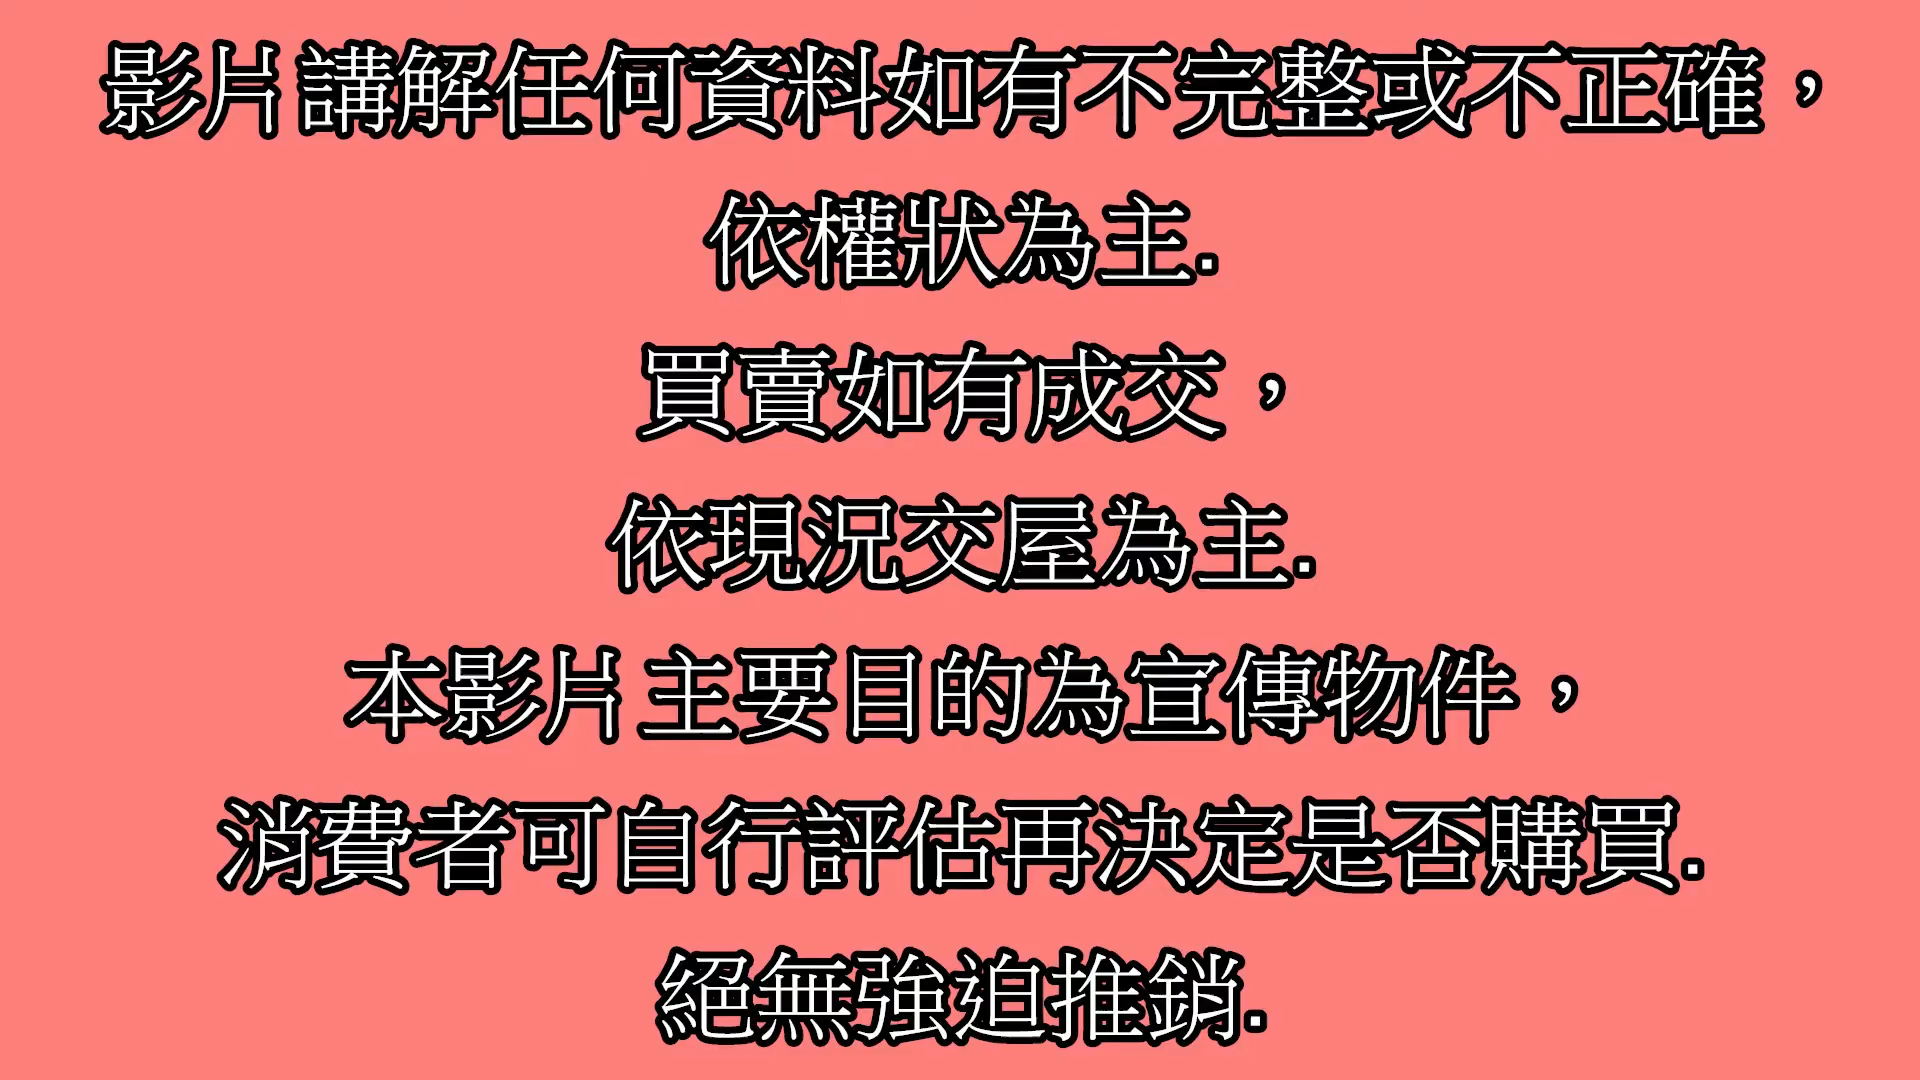 影片講解任何資料如有不完整或不正確，
依權狀為主.
買賣如有成交，
依現況交屋為主.
本影片主要目的為宣傳物件，
消費者可自行評估再決定是否購買.
絕無強迫推銷.